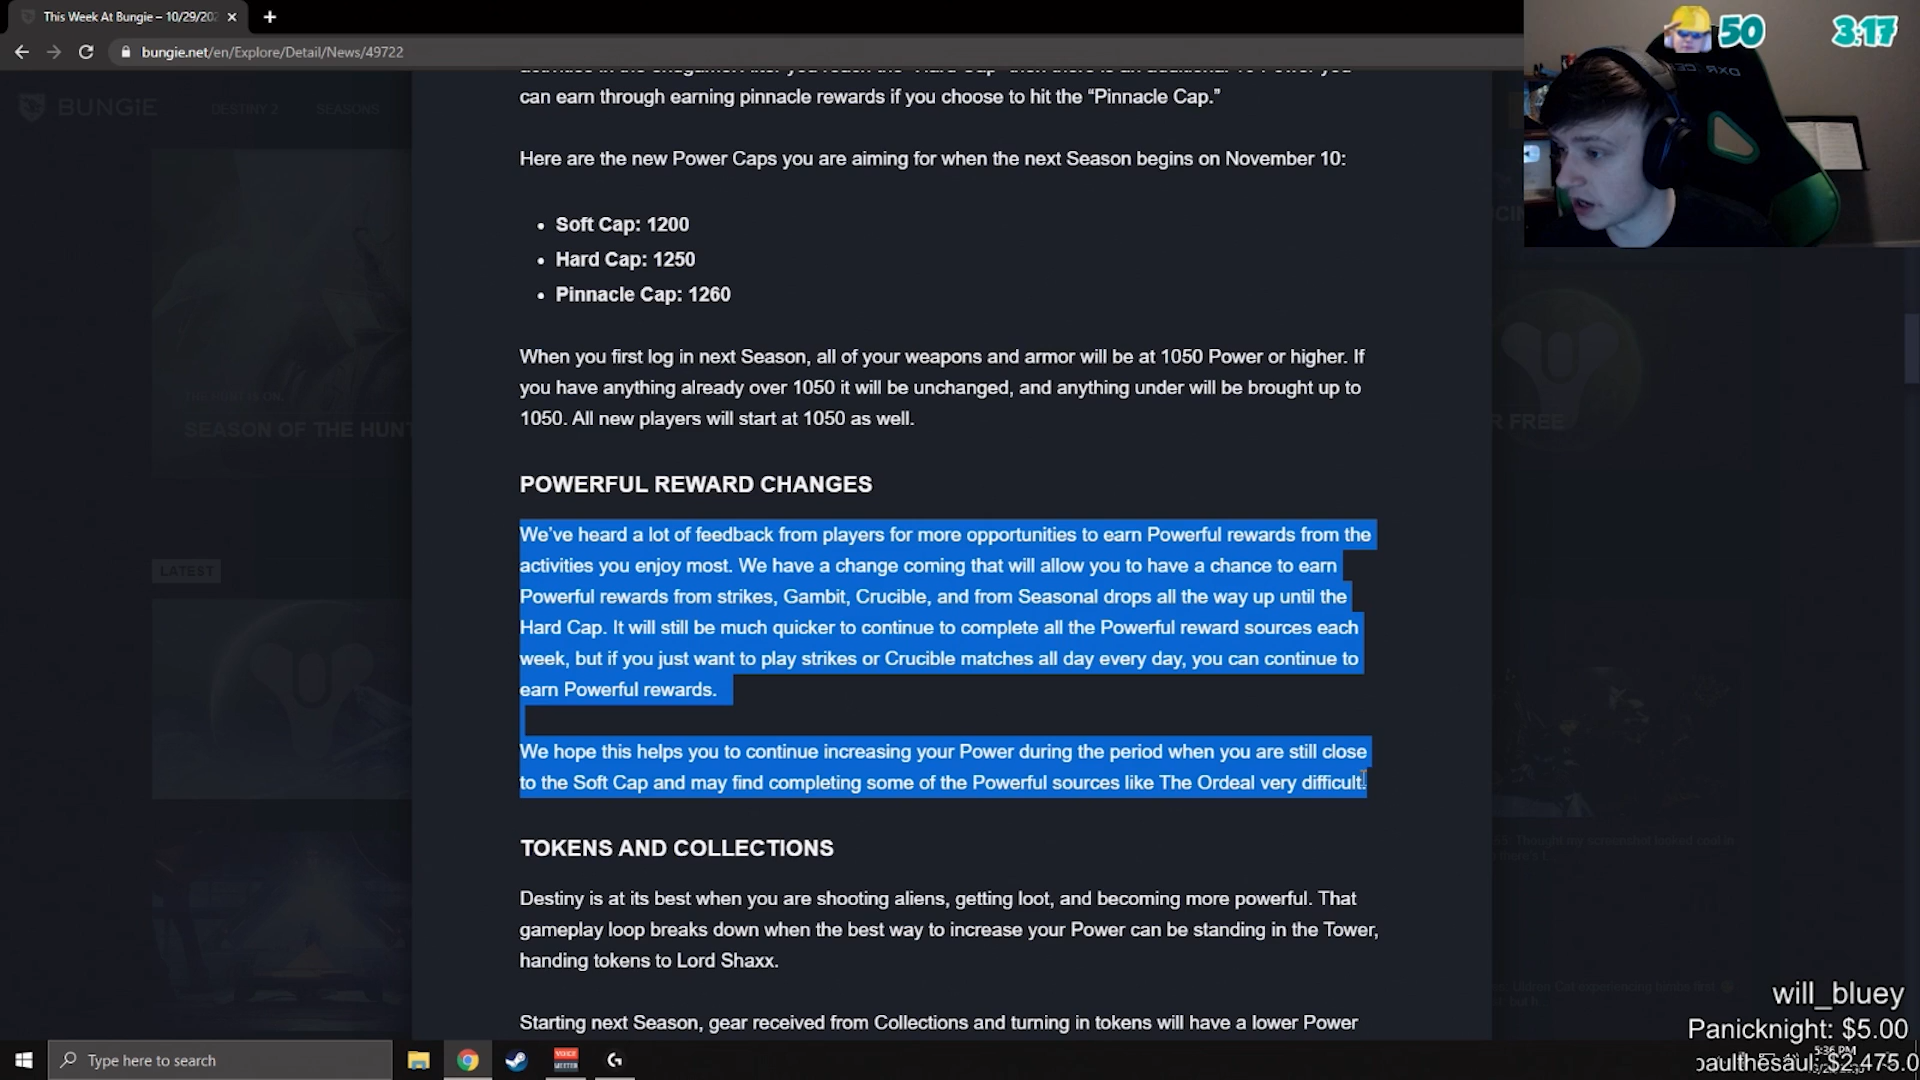 This Week At Bungie – 10/29/202
bungie.net/en/Explore/Detail/News/49722
50
3:17
BUNGIE
DESTINY 2
SEASONS
can earn through earning pinnacle rewards if you choose to hit the “Pinnacle Cap.”
Here are the new Power Caps you are aiming for when the next Season begins on November 10:
• Soft Cap: 1200
• Hard Cap: 1250
• Pinnacle Cap: 1260
When you first log in next Season, all of your weapons and armor will be at 1050 Power or higher. If
you have anything already over 1050 it will be unchanged, and anything under will be brought up to
1050. All new players will start at 1050 as well.
SEASON OF THE HUNT
R FREE
POWERFUL REWARD CHANGES
We’ve heard a lot of feedback from players for more opportunities to earn Powerful rewards from the
activities you enjoy most. We have a change coming that will allow you to have a chance to earn
Powerful rewards from strikes, Gambit, Crucible, and from Seasonal drops all the way up until the
Hard Cap. It will still be much quicker to continue to complete all the Powerful reward sources each
week, but if you just want to play strikes or Crucible matches all day every day, you can continue to
earn Powerful rewards.
LATEST
We hope this helps you to continue increasing your Power during the period when you are still close
to the Soft Cap and may find completing some of the Powerful sources like The Ordeal very difficult.
TOKENS AND COLLECTIONS
Destiny is at its best when you are shooting aliens, getting loot, and becoming more powerful. That
gameplay loop breaks down when the best way to increase your Power can be standing in the Tower,
handing tokens to Lord Shaxx.
Starting next Season, gear received from Collections and turning in tokens will have a lower Power
will_bluey
Panicknight: $5.00
paulthesaul: $2,475.0
Type here to search
5:36 PM